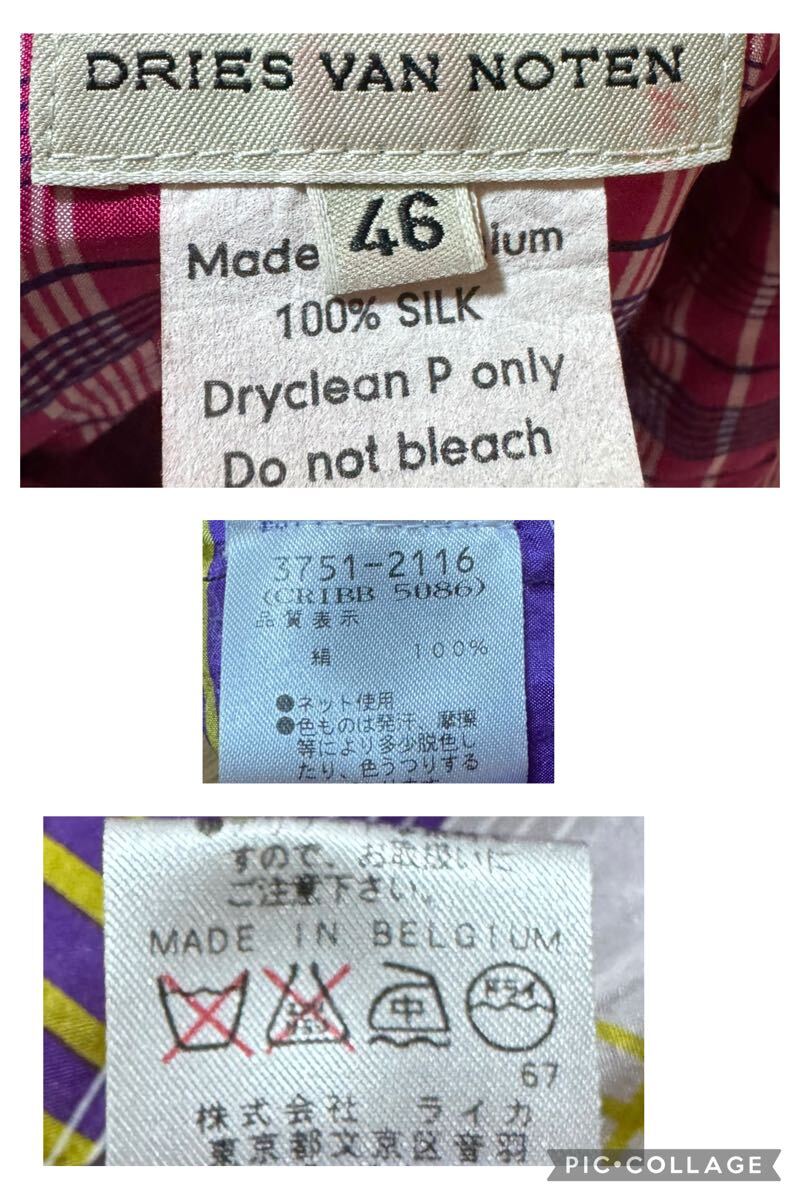 DRIES VAN NOTEN
46
Made ium
100% SILK
Dryclean P only
Do not bleach
3751-2116
(CRIBB 5086)
品質表示
絹 100%
●ネット使用
●色ものは発汗、摩擦
等により多少脱色し
たり、色うつりする
すので、お取扱いに
ご注意下さい。
MADE IN BELGIUM
中
ドライ
67
株式会社 ライカ
東京都文京区音羽
PIC•COLLAGE